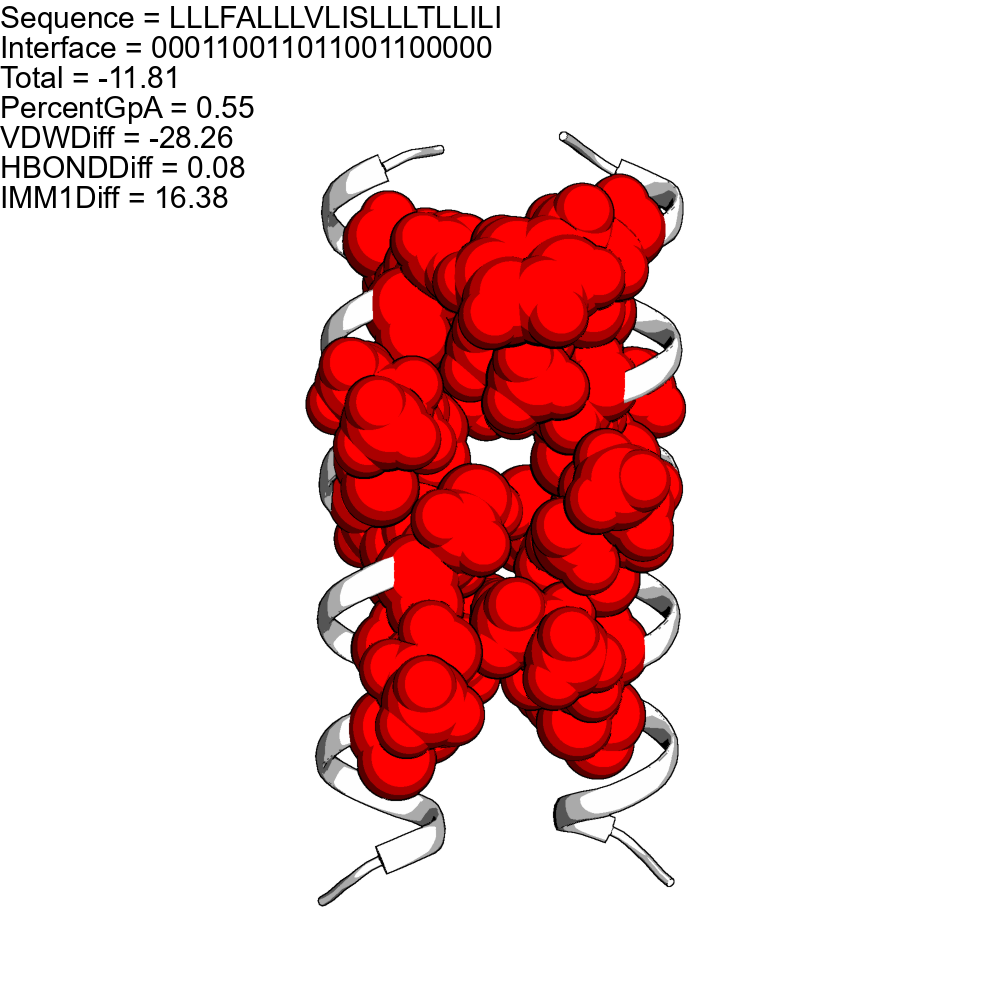 Sequence = LLLFALLLVLISLLLTLLILI
Interface = 000110011011001100000
Total = -11.81
PercentGpA = 0.55
VDWDiff = -28.26
HBONDDiff = 0.08
IMM1Diff = 16.38